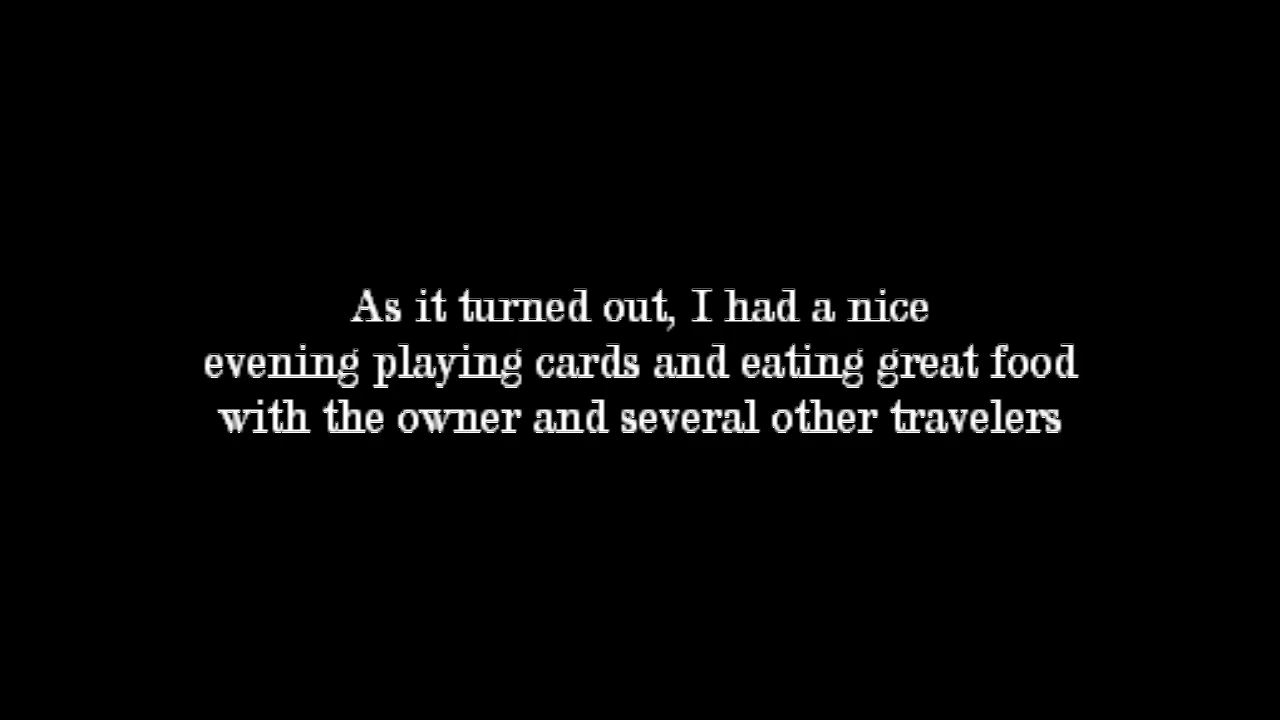 As it turned out, I had a nice
evening playing cards and eating great food
with the owner and several other travelers